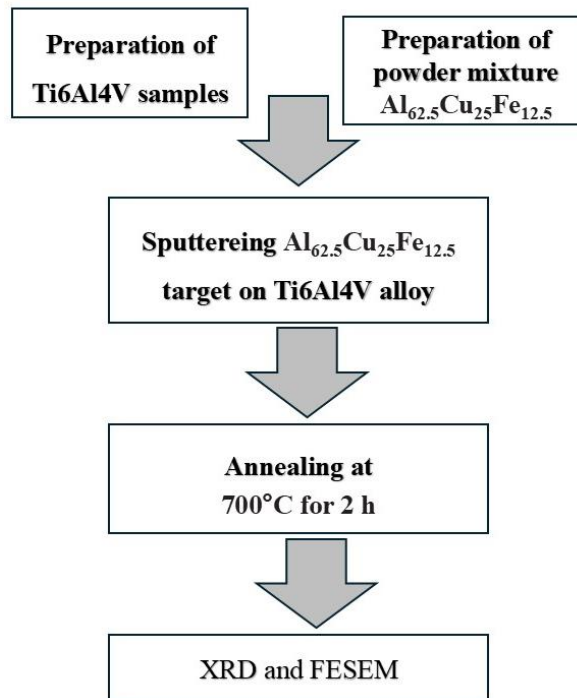 Preparation of
Ti6Al4V samples
Preparation of
powder mixture
Al₆₂.₅Cu₂₅Fe₁₂.₅
Sputtereing Al₆₂.₅Cu₂₅Fe₁₂.₅
target on Ti6Al4V alloy
Annealing at
700°C for 2 h
XRD and FESEM